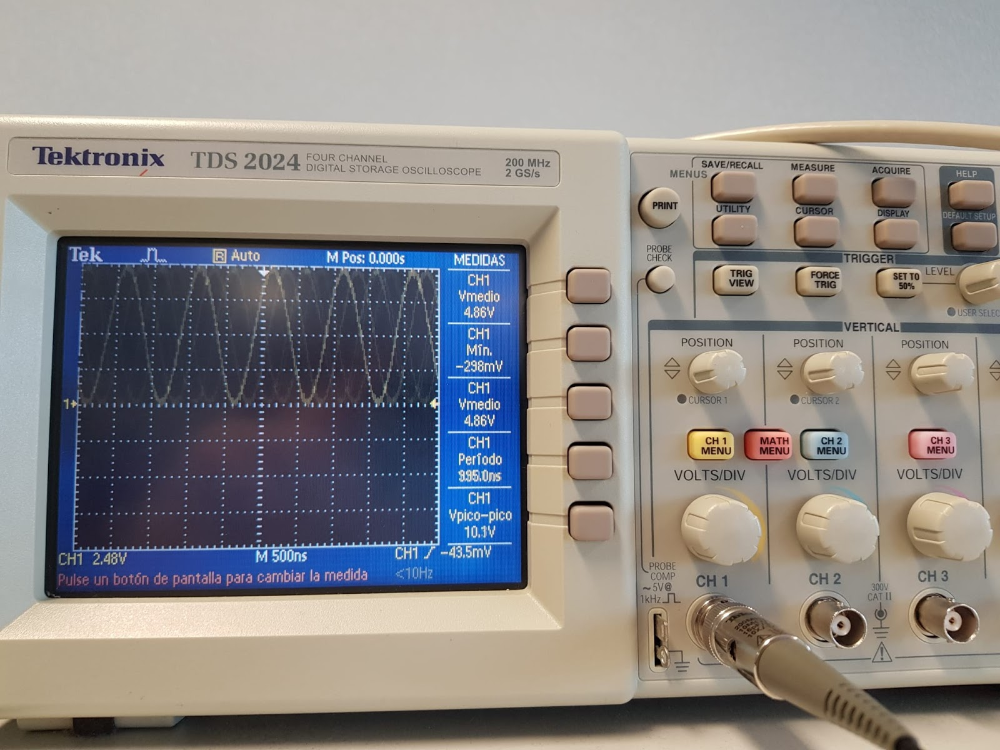 Tektronix
TDS 2024
FOUR CHANNEL
DIGITAL STORAGE OSCILLOSCOPE
200 MHz
2 GS/s
Tek
R Auto
M Pos: 0.000s
MEDIDAS
CH1
Vmedio
4.86V
CH1
Mín.
-298mV
CH1
Vmedio
4.86V
CH1
Período
995.0ns
CH1
Vpico-pico
10.1V
1
CH1 2.48V
M 500ns
CH1 -43.5mV
Pulse un botón de pantalla para cambiar la medida
<10Hz
PRINT
MENUS
SAVE/RECALL
MEASURE
ACQUIRE
HELP
UTILITY
CURSOR
DISPLAY
DEFAULT SETUP
PROBE
CHECK
TRIGGER
TRIG
VIEW
FORCE
TRIG
SET TO
50%
LEVEL
USER SELEC
VERTICAL
POSITION
POSITION
POSITION
CURSOR 1
CURSOR 2
CH 1
MENU
MATH
MENU
CH 2
MENU
CH 3
MENU
VOLTS/DIV
VOLTS/DIV
VOLTS/DIV
PROBE
COMP
~5V@
1kHz
CH 1
CH 2
300V
CAT II
CH 3